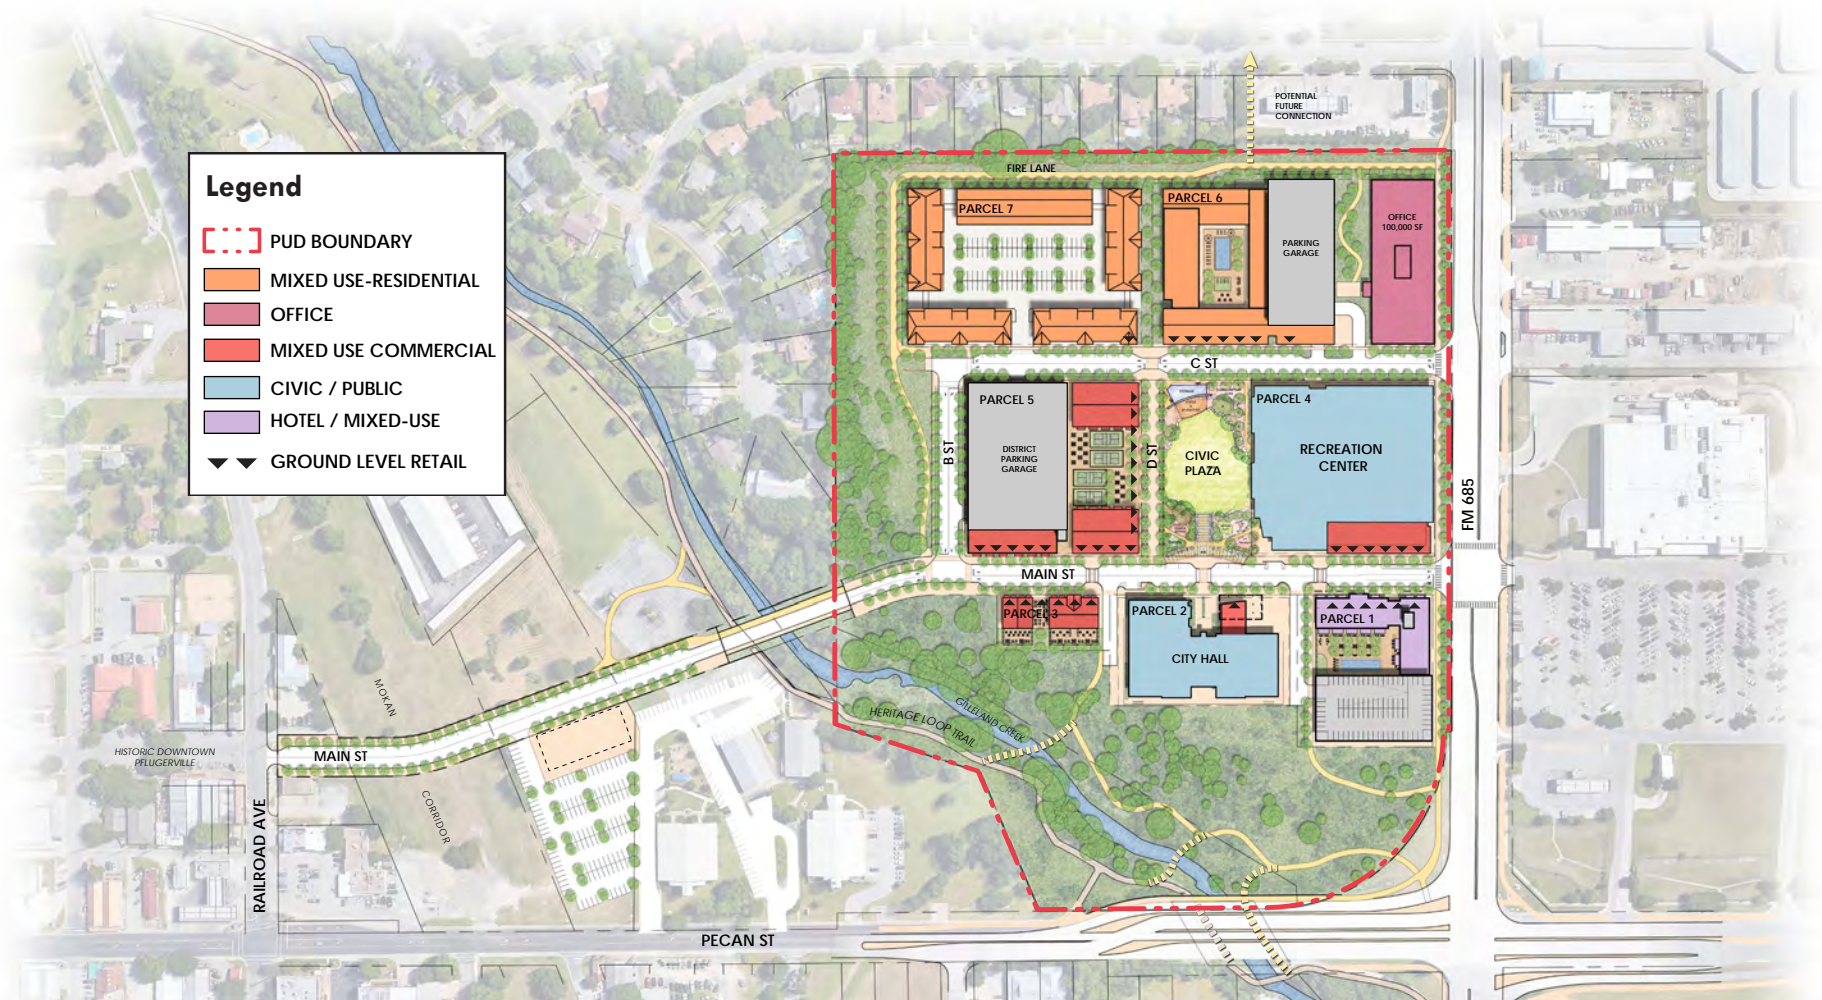 POTENTIAL
FUTURE
CONNECTION
FIRE LANE
Legend
PUD BOUNDARY
MIXED USE-RESIDENTIAL
OFFICE
MIXED USE COMMERCIAL
CIVIC / PUBLIC
HOTEL / MIXED-USE
GROUND LEVEL RETAIL
PARCEL 7
PARCEL 6
PARKING
GARAGE
OFFICE
100,000 SF
C ST
PARCEL 5
DISTRICT
PARKING
GARAGE
B ST
D ST
CIVIC
PLAZA
PARCEL 4
RECREATION
CENTER
FM 685
MAIN ST
PARCEL 3
PARCEL 2
CITY HALL
PARCEL 1
GILLELAND CREEK
HERITAGE LOOP TRAIL
MOKAN
CORRIDOR
HISTORIC DOWNTOWN
PFLUGERVILLE
MAIN ST
RAILROAD AVE
PECAN ST